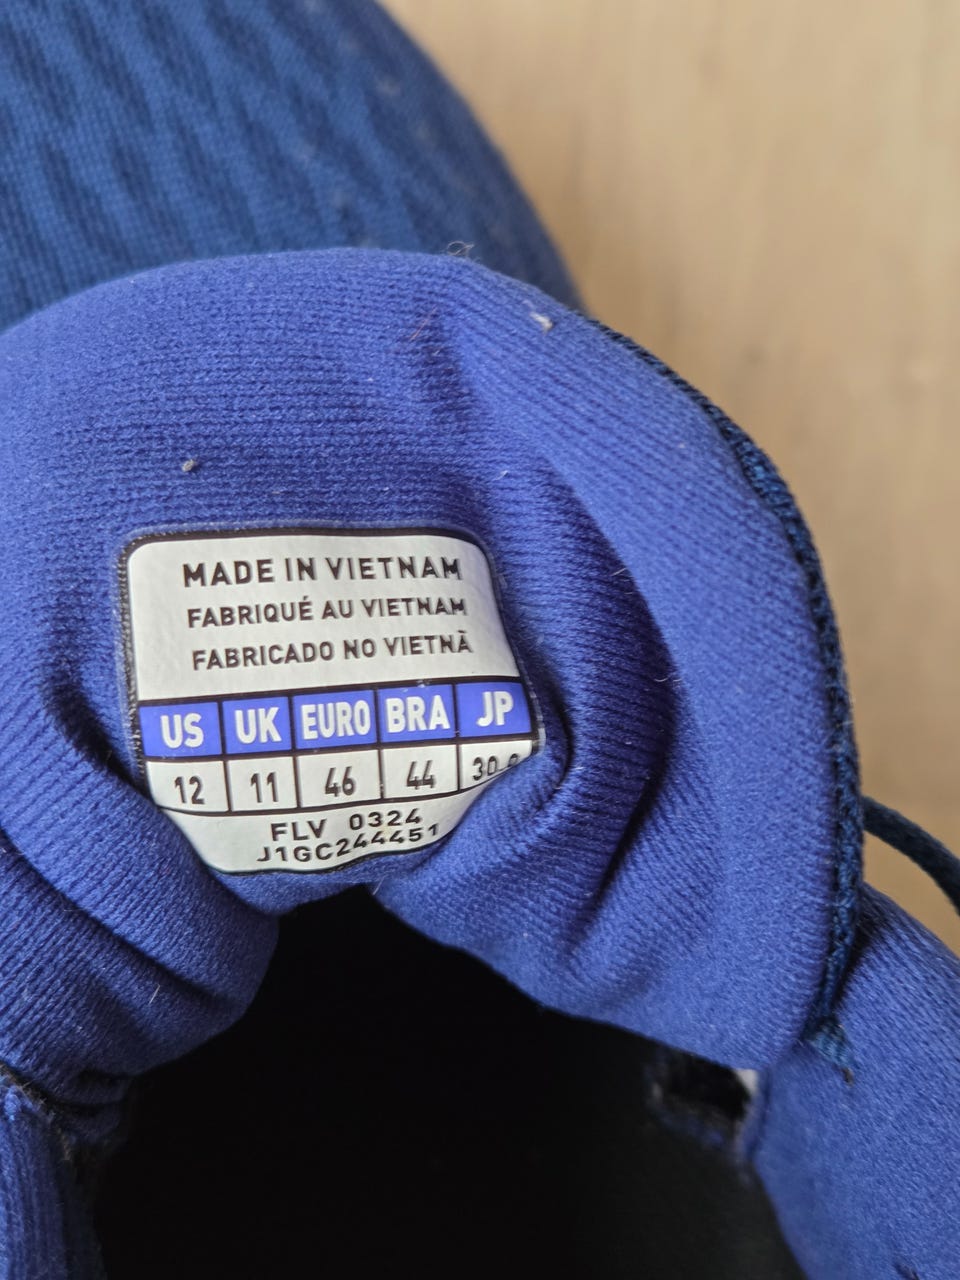 MADE IN VIETNAM
FABRIQUÉ AU VIETNAM
FABRICADO NO VIETNÃ
US UK EURO BRA JP
12 11 46 44
FLV 0324
J1GC244451